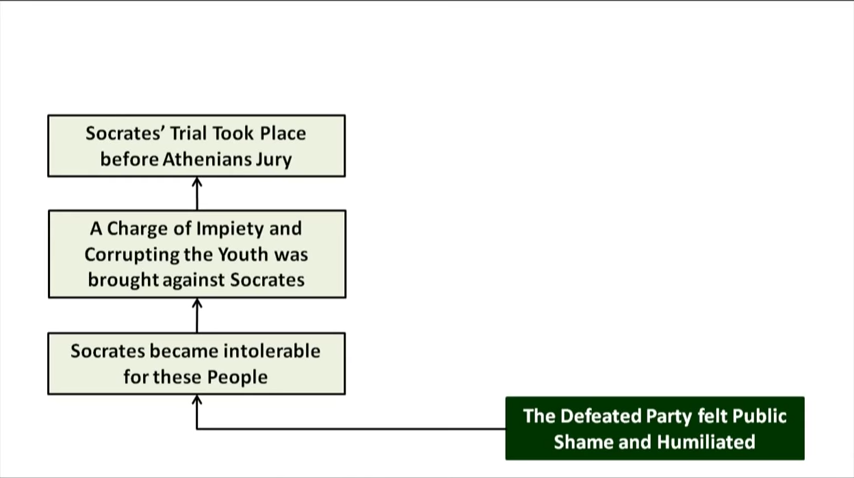 Socrates’ Trial Took Place
before Athenians Jury
A Charge of Impiety and
Corrupting the Youth was
brought against Socrates
Socrates became intolerable
for these People
The Defeated Party felt Public
Shame and Humiliated